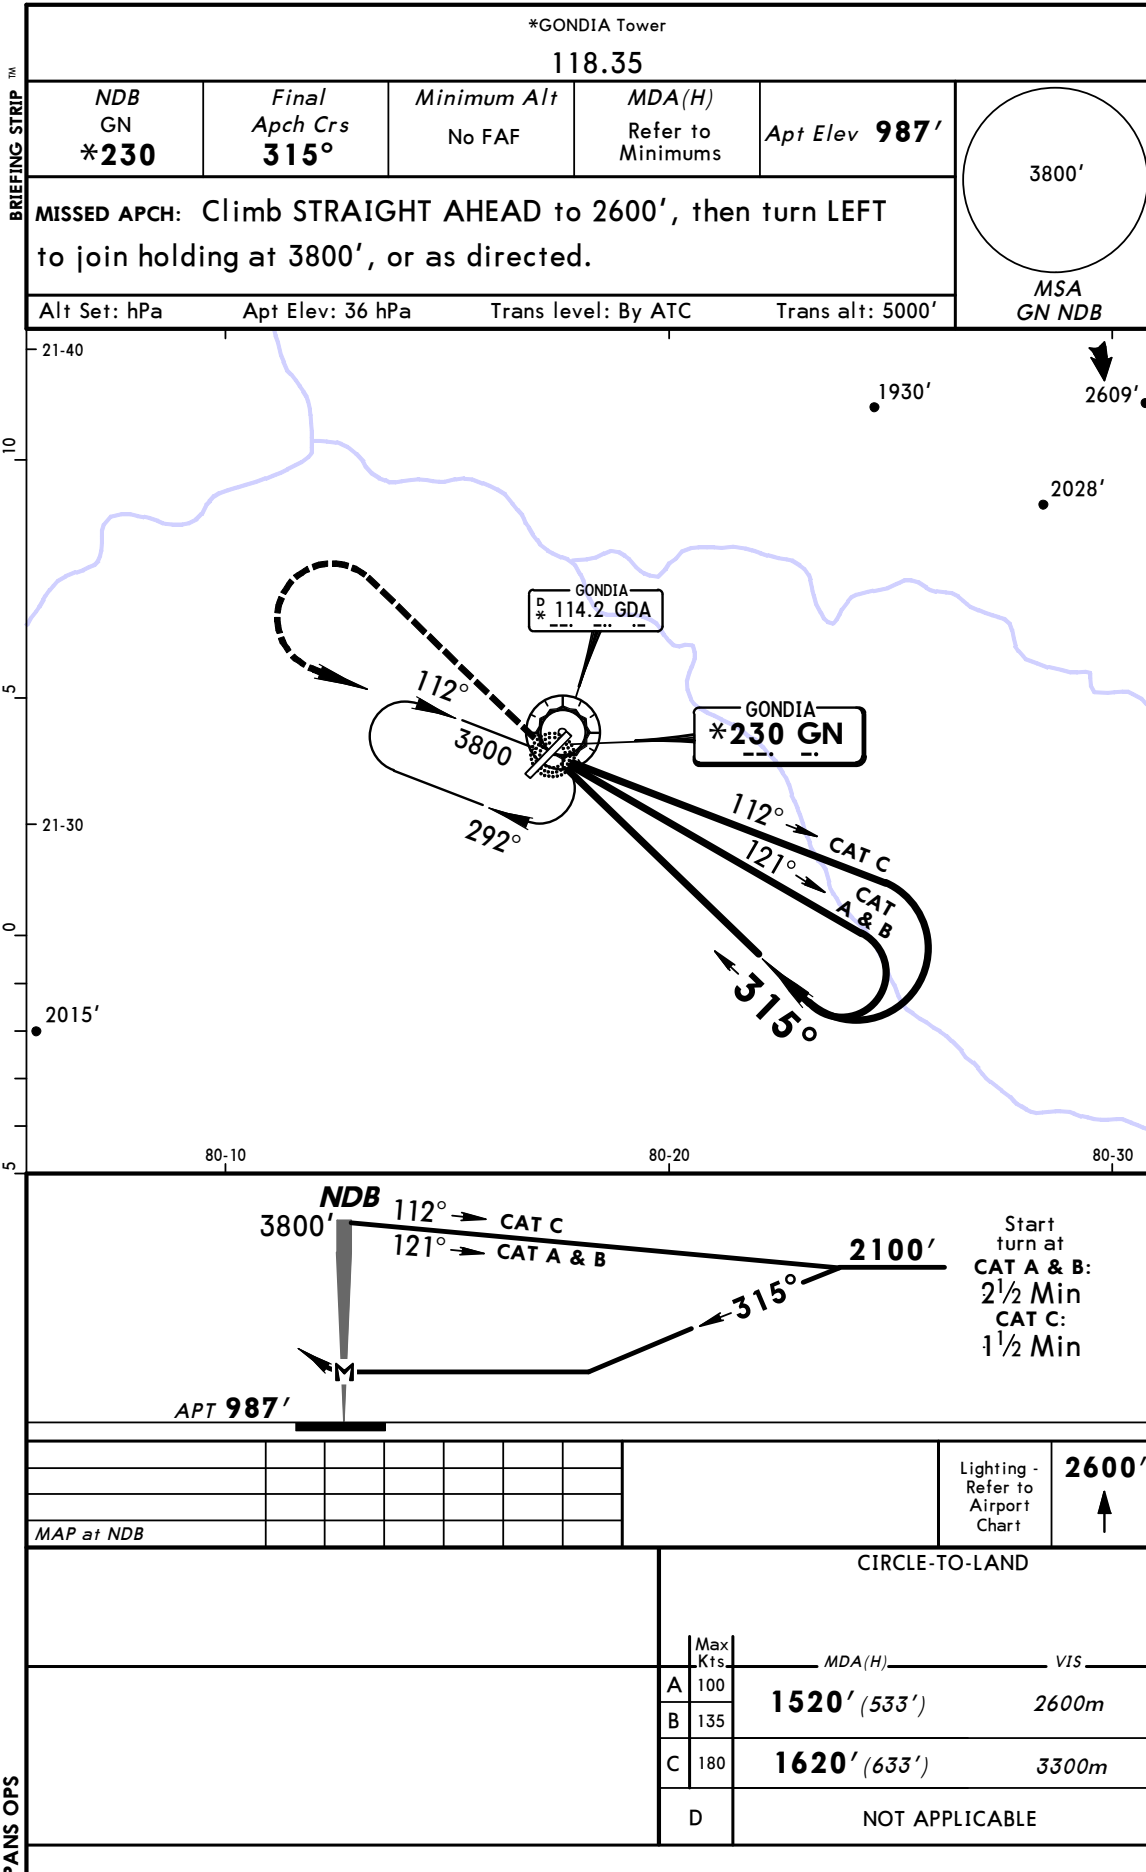 *GONDIA Tower
118.35
BRIEFING STRIP TM
NDB
GN
*230
Final
Apch Crs
315°
Minimum Alt
No FAF
MDA(H)
Refer to
Minimums
Apt Elev 987'
3800'
MSA
GN NDB
MISSED APCH: Climb STRAIGHT AHEAD to 2600', then turn LEFT
to join holding at 3800', or as directed.
Alt Set: hPa Apt Elev: 36 hPa Trans level: By ATC Trans alt: 5000'
21-40
1930'
2609'
10
2028'
GONDIA
D
* 114.2 GDA
5
112°
3800
GONDIA
*230 GN
292°
21-30
112°
CAT C
121°
CAT
A & B
0
315°
2015'
5
80-10
80-20
80-30
NDB
3800'
112° CAT C
121° CAT A & B
2100'
315°
Start
turn at
CAT A & B:
2½ Min
CAT C:
1½ Min
M
APT 987'
MAP at NDB
Lighting -
Refer to
Airport
Chart
2600'
CIRCLE-TO-LAND
Max
Kts
MDA(H)
VIS
A 100
B 135
1520' (533') 2600m
C 180 1620' (633') 3300m
D NOT APPLICABLE
PANS OPS